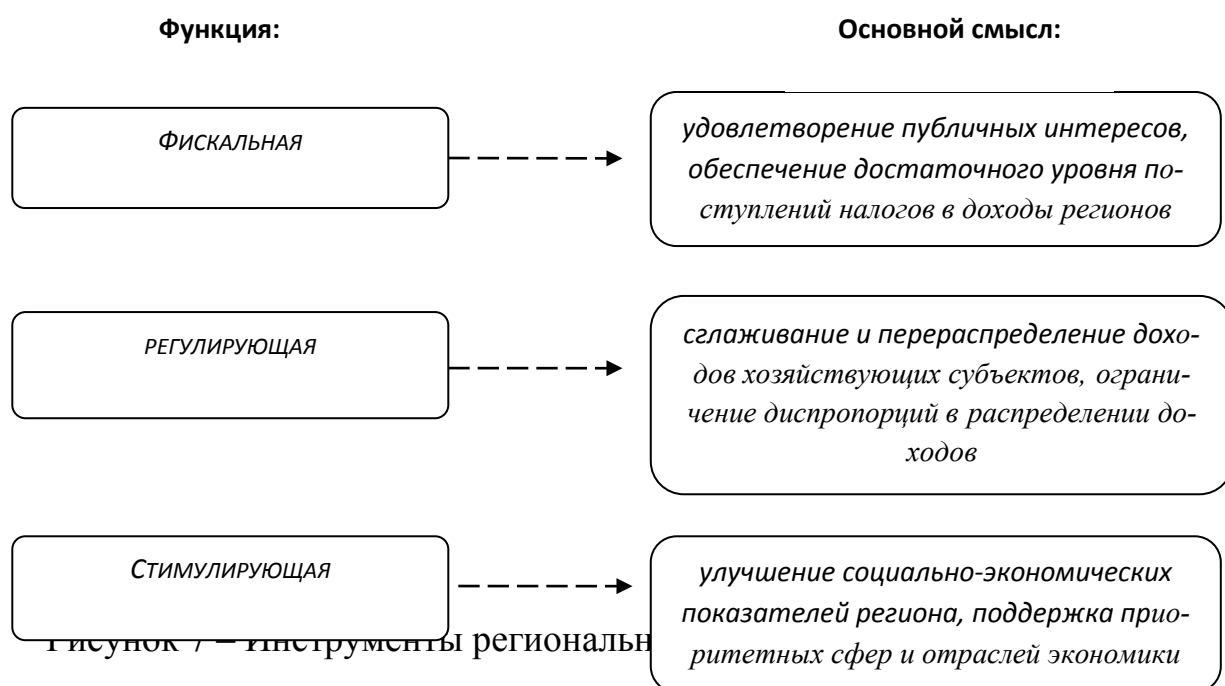 Функция:
Основной смысл:
Фискальная
удовлетворение публичных интересов,
обеспечение достаточного уровня по-
ступлений налогов в доходы регионов
регулирующая
сглаживание и перераспределение дохо-
дов хозяйствующих субъектов, ограни-
чение диспропорций в распределении до-
ходов
Стимулирующая
улучшение социально-экономических
показателей региона, поддержка прио-
ритетных сфер и отраслей экономики
Рисунок 7 – Инструменты